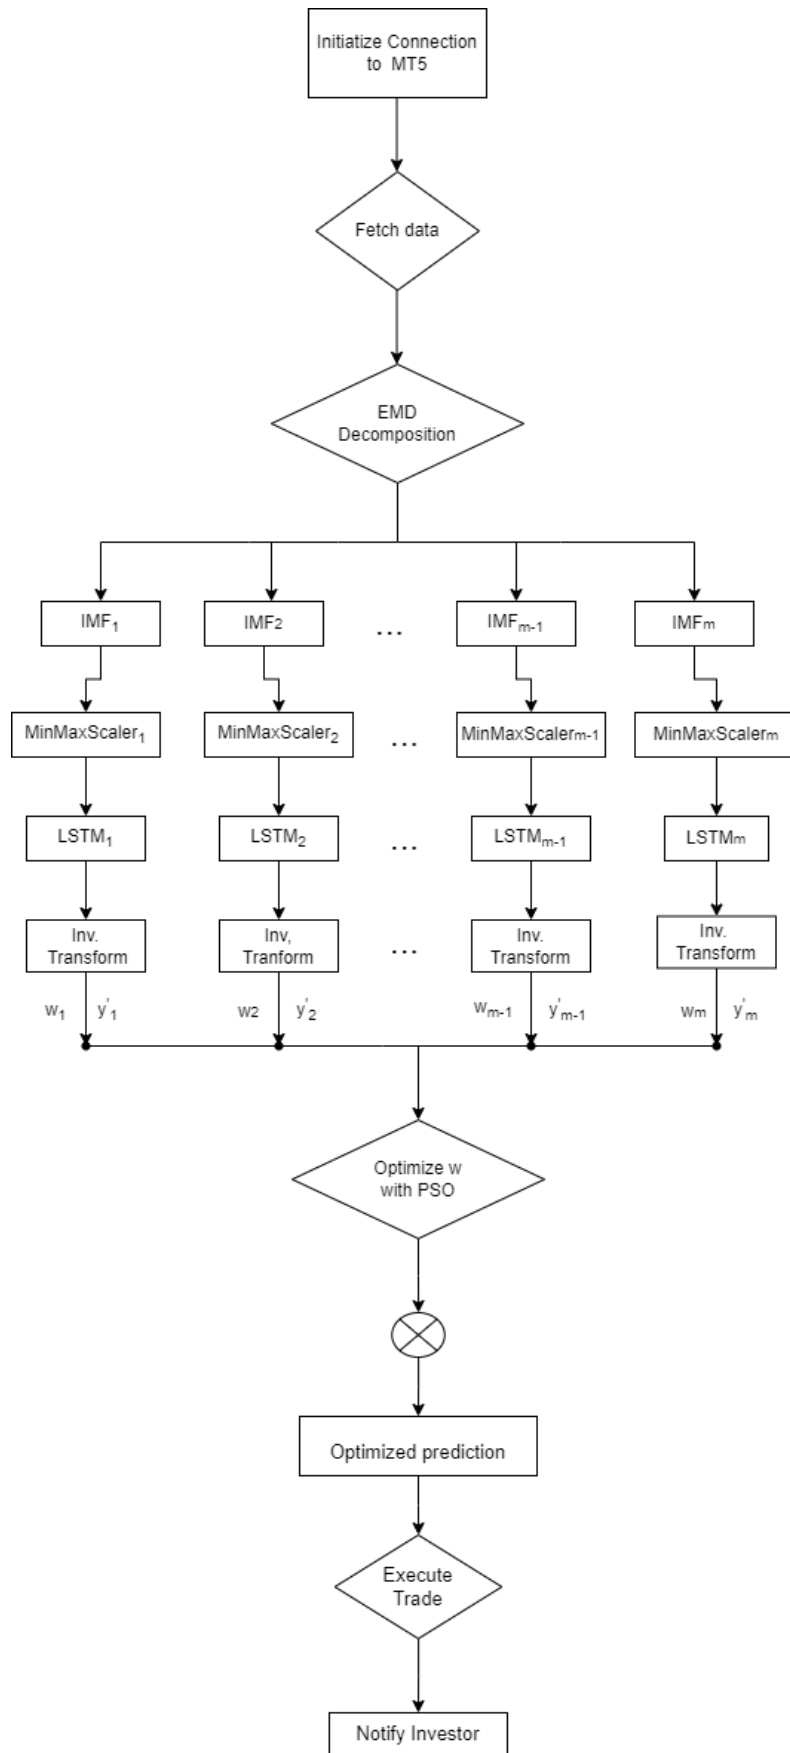 Initiatize Connection
to MT5
Fetch data
EMD
Decomposition
IMF₁ IMF2 ... IMFₘ₋₁ IMFm
MinMaxScaler₁ MinMaxScaler₂ ... MinMaxScalerm-1 MinMaxScalerm
LSTM₁ LSTM₂ ... LSTMₘ₋₁ LSTMm
Inv. Inv, ... Inv. Inv.
Transform Tranform Transform Transform
w₁ y'₁ w2 y'₂ wₘ₋₁ y'ₘ₋₁ wm y'ₘ
Optimize w
with PSO
Optimized prediction
Execute
Trade
Notify Investor